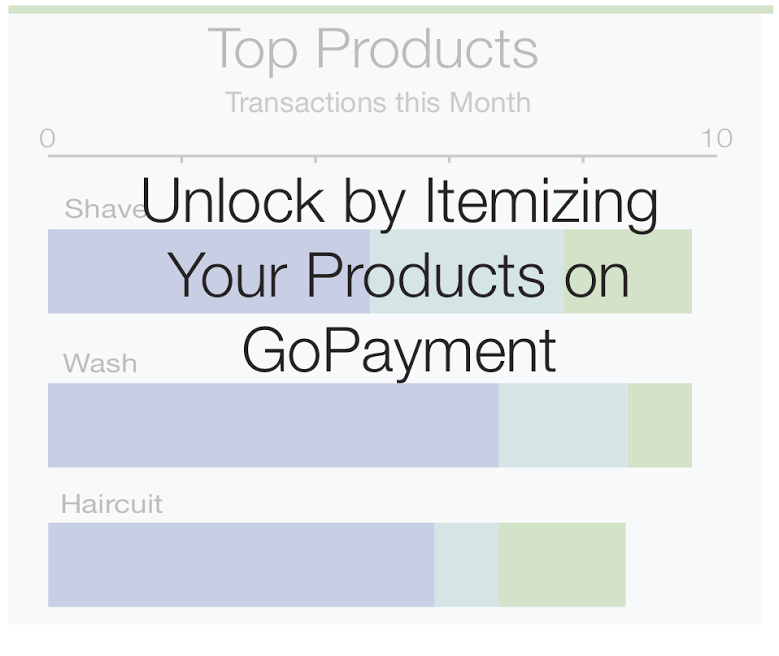 Top Products
Transactions this Month
0 10
Shave
Unlock by Itemizing
Your Products on
GoPayment
Wash
Haircuit